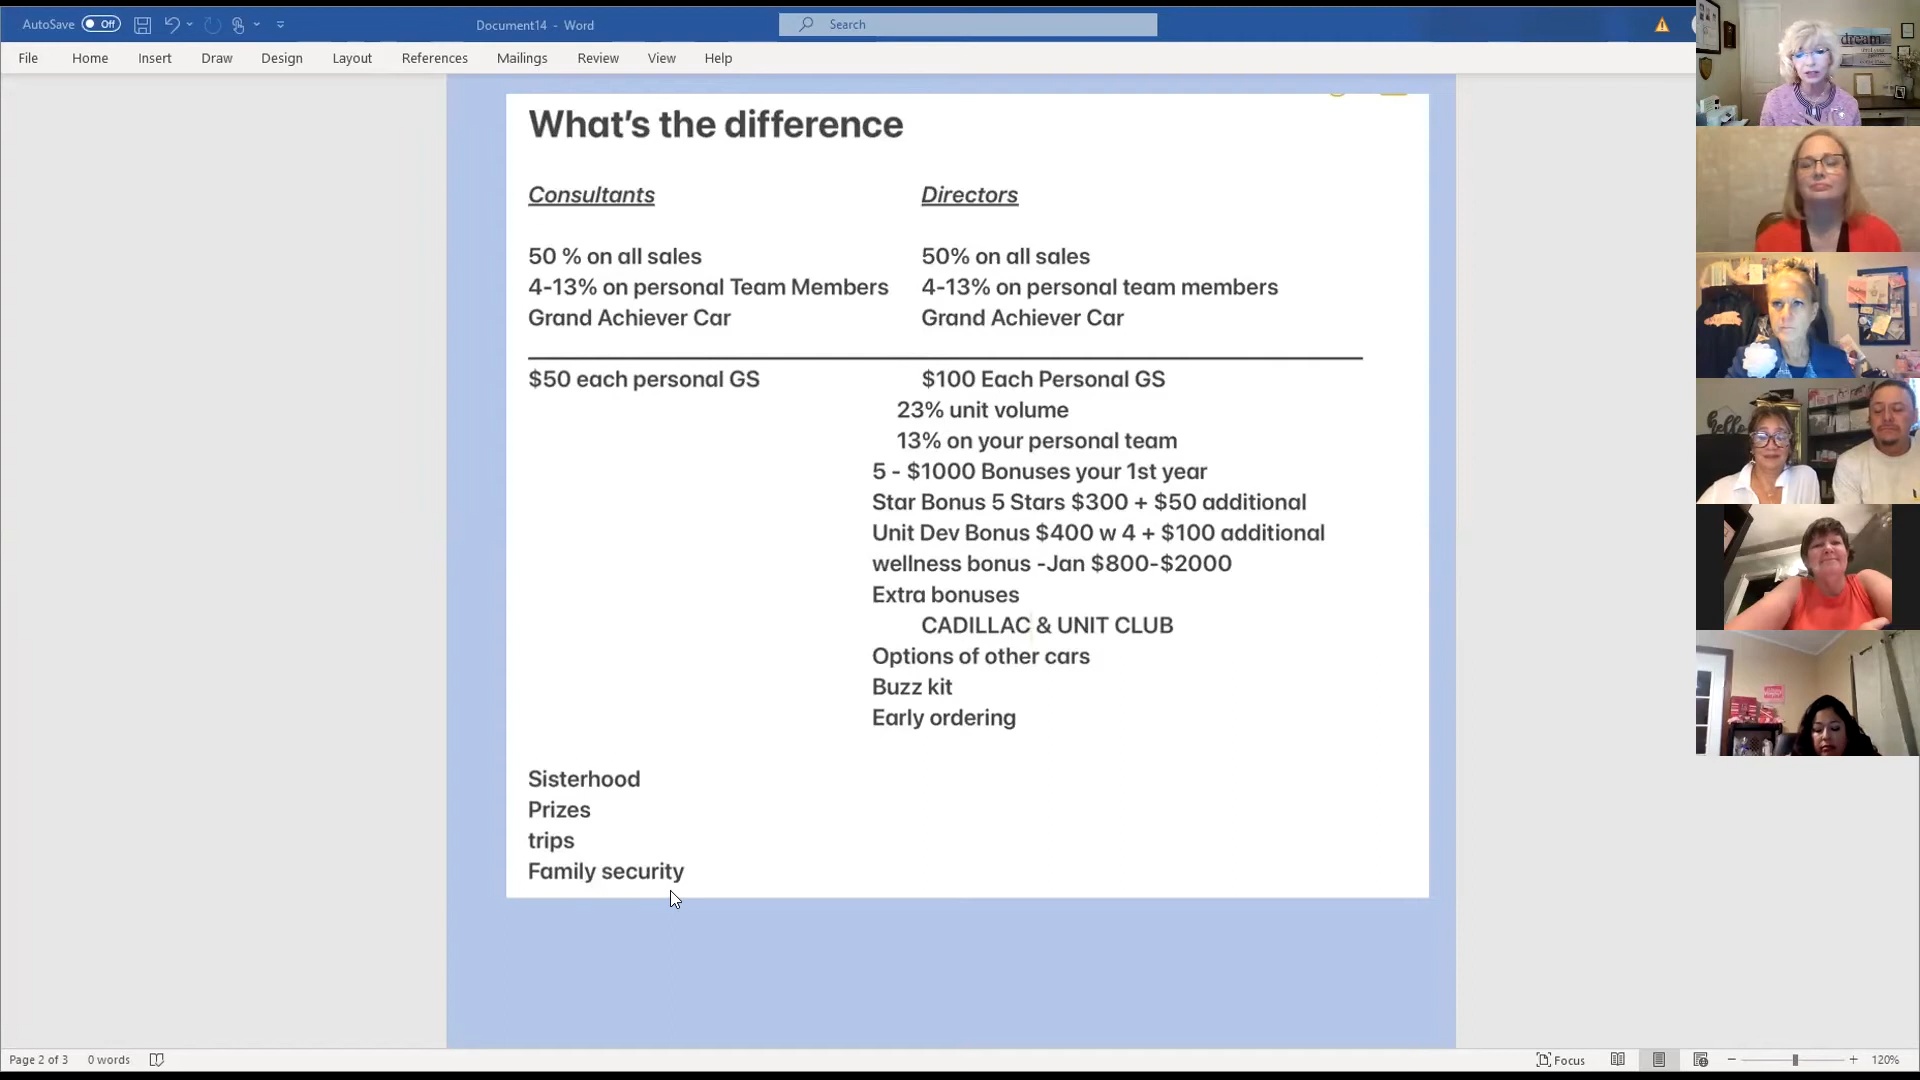 AutoSave Off Document14 - Word Search
File Home Insert Draw Design Layout References Mailings Review View Help
What's the difference
Consultants Directors
50 % on all sales 50% on all sales
4-13% on personal Team Members 4-13% on personal team members
Grand Achiever Car Grand Achiever Car
$50 each personal GS $100 Each Personal GS
23% unit volume
13% on your personal team
5 - $1000 Bonuses your 1st year
Star Bonus 5 Stars $300 + $50 additional
Unit Dev Bonus $400 w 4 + $100 additional
wellness bonus -Jan $800-$2000
Extra bonuses
CADILLAC & UNIT CLUB
Options of other cars
Buzz kit
Early ordering
Sisterhood
Prizes
trips
Family security
dream
hello
Page 2 of 3 0 words Focus 120%